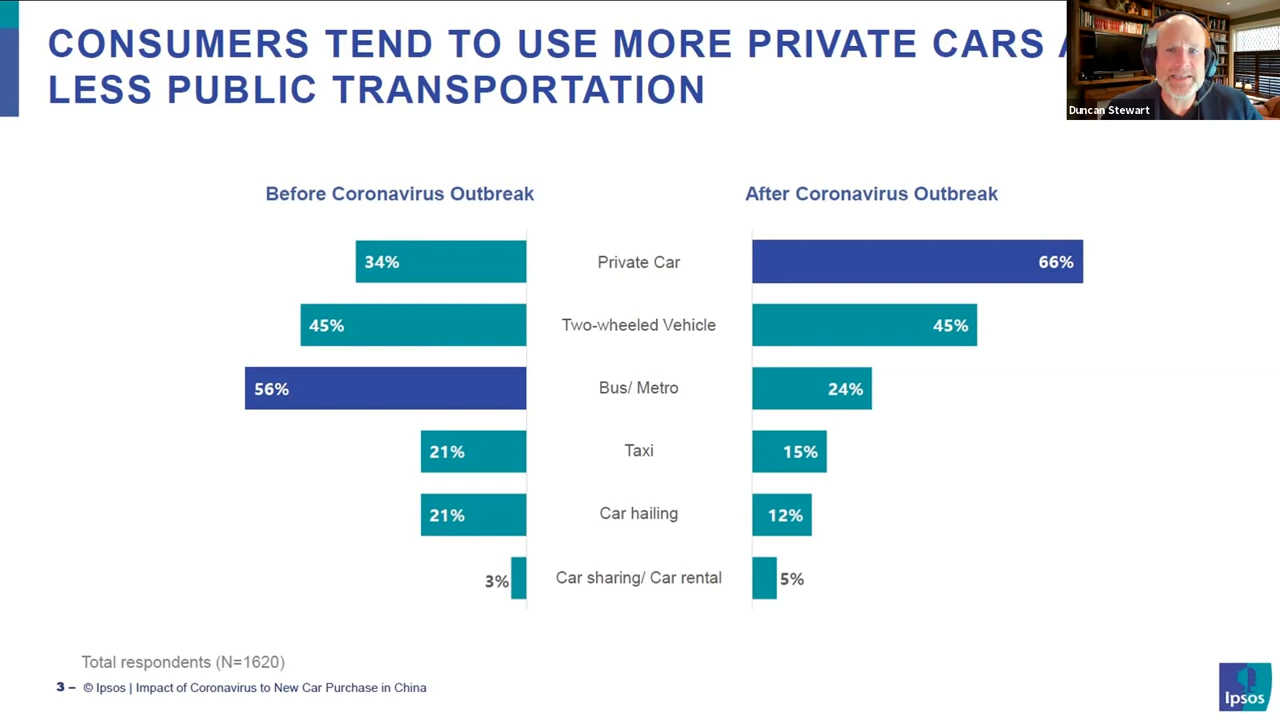 CONSUMERS TEND TO USE MORE PRIVATE CARS
LESS PUBLIC TRANSPORTATION
Duncan Stewart
Before Coronavirus Outbreak
After Coronavirus Outbreak
34% Private Car 66%
45% Two-wheeled Vehicle 45%
56% Bus/ Metro 24%
21% Taxi 15%
21% Car hailing 12%
3% Car sharing/ Car rental 5%
Total respondents (N=1620)
3 – © Ipsos | Impact of Coronavirus to New Car Purchase in China
Ipsos